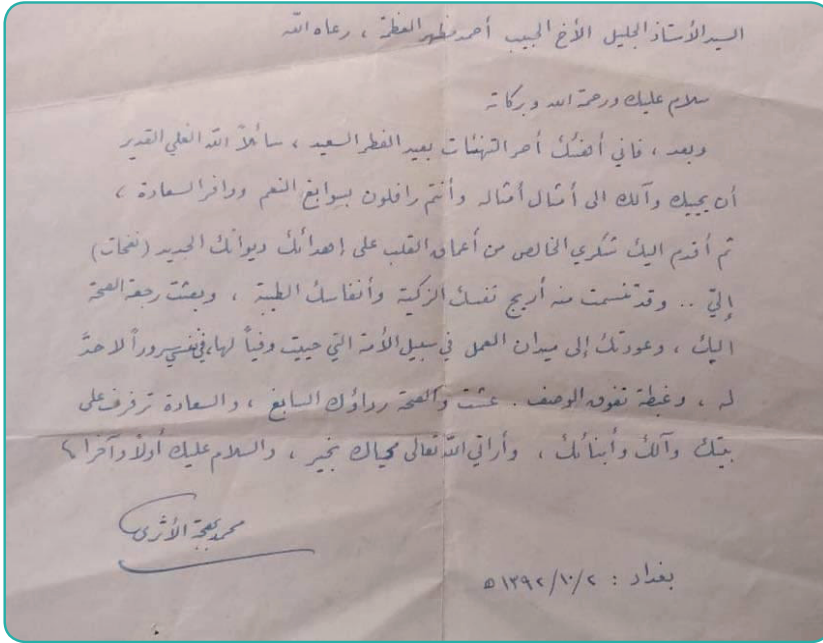 السيد الأستاذ الجليل الأخ الحبيب أحمد مظهر العظمة ، رعاه الله
سلام عليك ورحمة الله وبركاته
وبعد ، فاني أهنئك أحر التهنئات بعيد الفطر السعيد ، سائلاً الله العلي القدير
أن يحييك وآلك الى أمثال أمثاله وأنتم رافلون بسوابغ النعم ووافر السعادة ،
ثم أقدم اليك شكري الخالص من أعماق القلب على إهدائك ديوانك الجديد (نفحات)
إليّ .. وقد تنسمت منه أريج نفسك الزكية وأنفاسك الطيبة ، وبعثت رجعة الصحة
اليك ، وعودتك إلى ميدان العمل في سبيل الأمة التي حييت وفياً لها، في نفسي سروراً لا حدّ
له ، وغبطة تفوق الوصف . عشت والصحة رداؤك السابغ ، والسعادة ترفرف على
بيتك وآلك وأبنائك ، وأراني الله تعالى محياك بخير ، والسلام عليك أولاً وآخرا
محمد بهجة الأثري
بغداد : ١٣٩٢/١٠/٢ ه